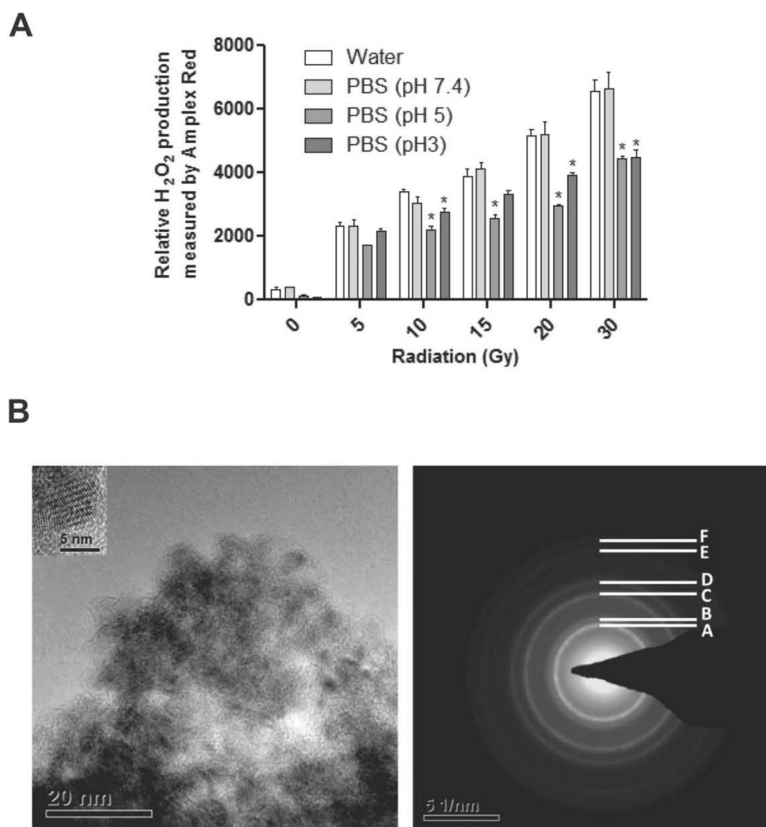 A
Relative H2O2 production
measured by Amplex Red
8000
6000
4000
2000
0
Water
PBS (pH 7.4)
PBS (pH 5)
PBS (pH3)
* * * * * * *
0 5 10 15 20 30
Radiation (Gy)
B
5 nm
20 nm
F
E
D
C
B
A
5 1/nm